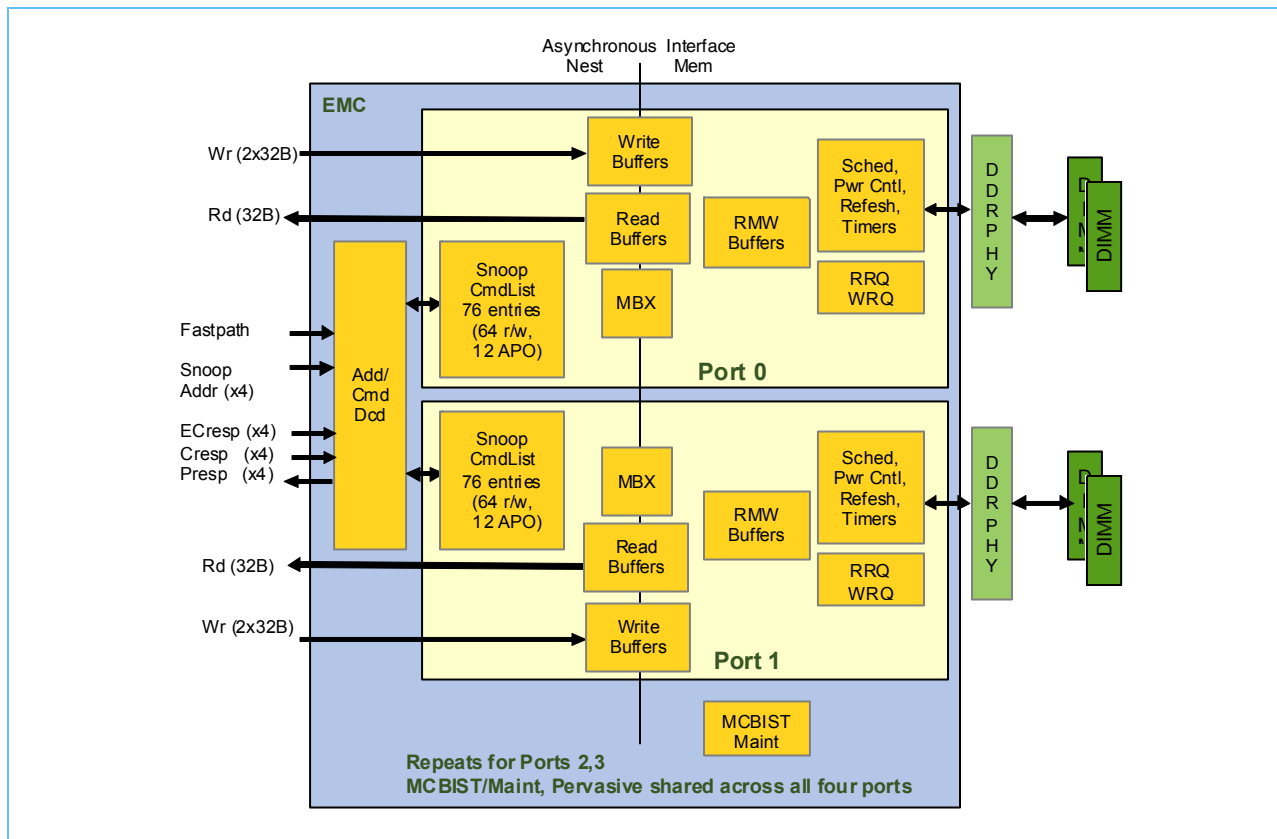 Asynchronous Interface
Nest Mem
EMC
Wr (2x32B)
Write
Buffers
Rd (32B)
Read
Buffers
RMW
Buffers
Sched,
Pwr Cntl,
Refesh,
Timers
RRQ
WRQ
MBX
Snoop
CmdList
76 entries
(64 r/w,
12 APO)
Port 0
DDRPHY
DIMM
Fastpath
Snoop
Addr (x4)
Add/
Cmd
Dcd
ECresp (x4)
Cresp (x4)
Presp (x4)
Snoop
CmdList
76 entries
(64 r/w,
12 APO)
MBX
RMW
Buffers
Sched,
Pwr Cntl,
Refesh,
Timers
RRQ
WRQ
DDRPHY
DIMM
Rd (32B)
Read
Buffers
Wr (2x32B)
Write
Buffers
Port 1
MCBIST
Maint
Repeats for Ports 2,3
MCBIST/Maint, Pervasive shared across all four ports